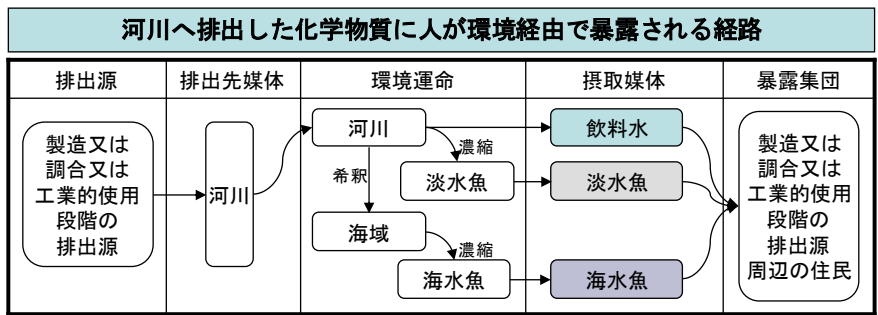 河川へ排出した化学物質に人が環境経由で暴露される経路
排出源
排出先媒体
環境運命
摂取媒体
暴露集団
製造又は
調合又は
工業的使用
段階の
排出源
河川
河川
濃縮
希釈
淡水魚
海域
濃縮
海水魚
飲料水
淡水魚
海水魚
製造又は
調合又は
工業的使用
段階の
排出源
周辺の住民